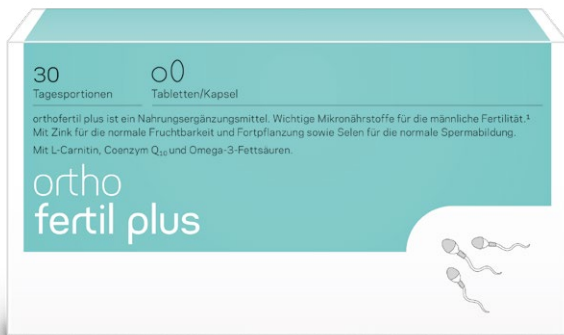 30
Tagesportionen
Tabletten/Kapsel
orthofertil plus ist ein Nahrungsergänzungsmittel. Wichtige Mikronährstoffe für die männliche Fertilität.¹
Mit Zink für die normale Fruchtbarkeit und Fortpflanzung sowie Selen für die normale Spermabildung.
Mit L-Carnitin, Coenzym Q₁₀ und Omega-3-Fettsäuren.
ortho
fertil plus